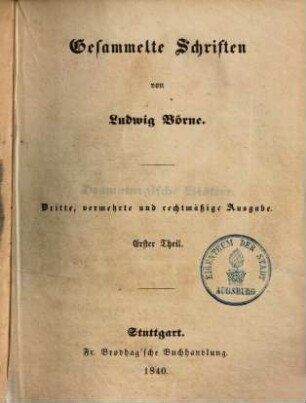 Gesammelte Schriften
von
Ludwig Börne.
Dritte, vermehrte und rechtmäßige Ausgabe.
Erster Theil.
EIGENTHUM DER STADT
AUGSBURG
Stuttgart.
Fr. Brodhag'sche Buchhandlung.
1840.